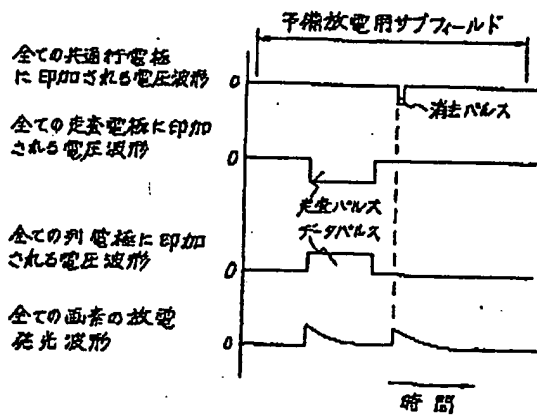 予備放電用サブフィールド
全ての共通行電極
に印加される電圧波形
0
消去パルス
全ての走査電極に印加
される電圧波形
0
走査パルス
データパルス
全ての列電極に印加
される電圧波形
0
全ての画素の放電
発光波形
0
時間